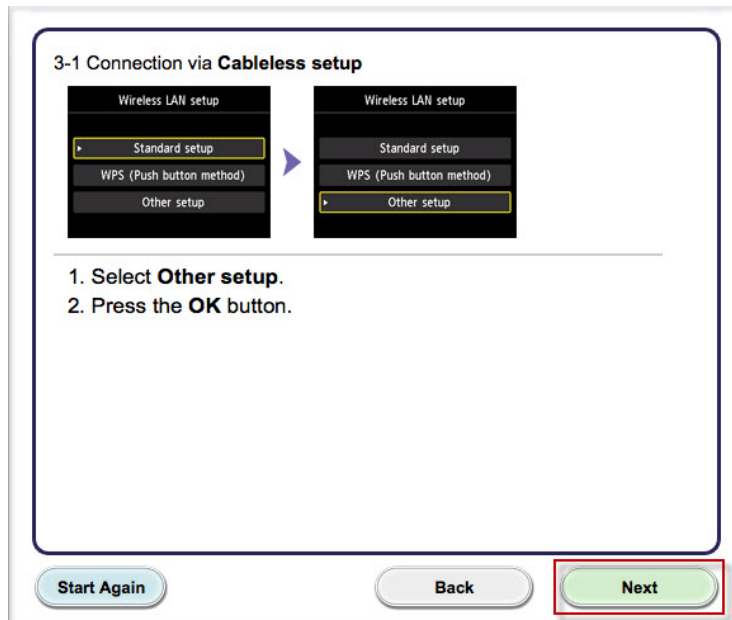 3-1 Connection via Cableless setup
Wireless LAN setup
Standard setup
WPS (Push button method)
Other setup
Wireless LAN setup
Standard setup
WPS (Push button method)
Other setup
1. Select Other setup.
2. Press the OK button.
Start Again
Back
Next